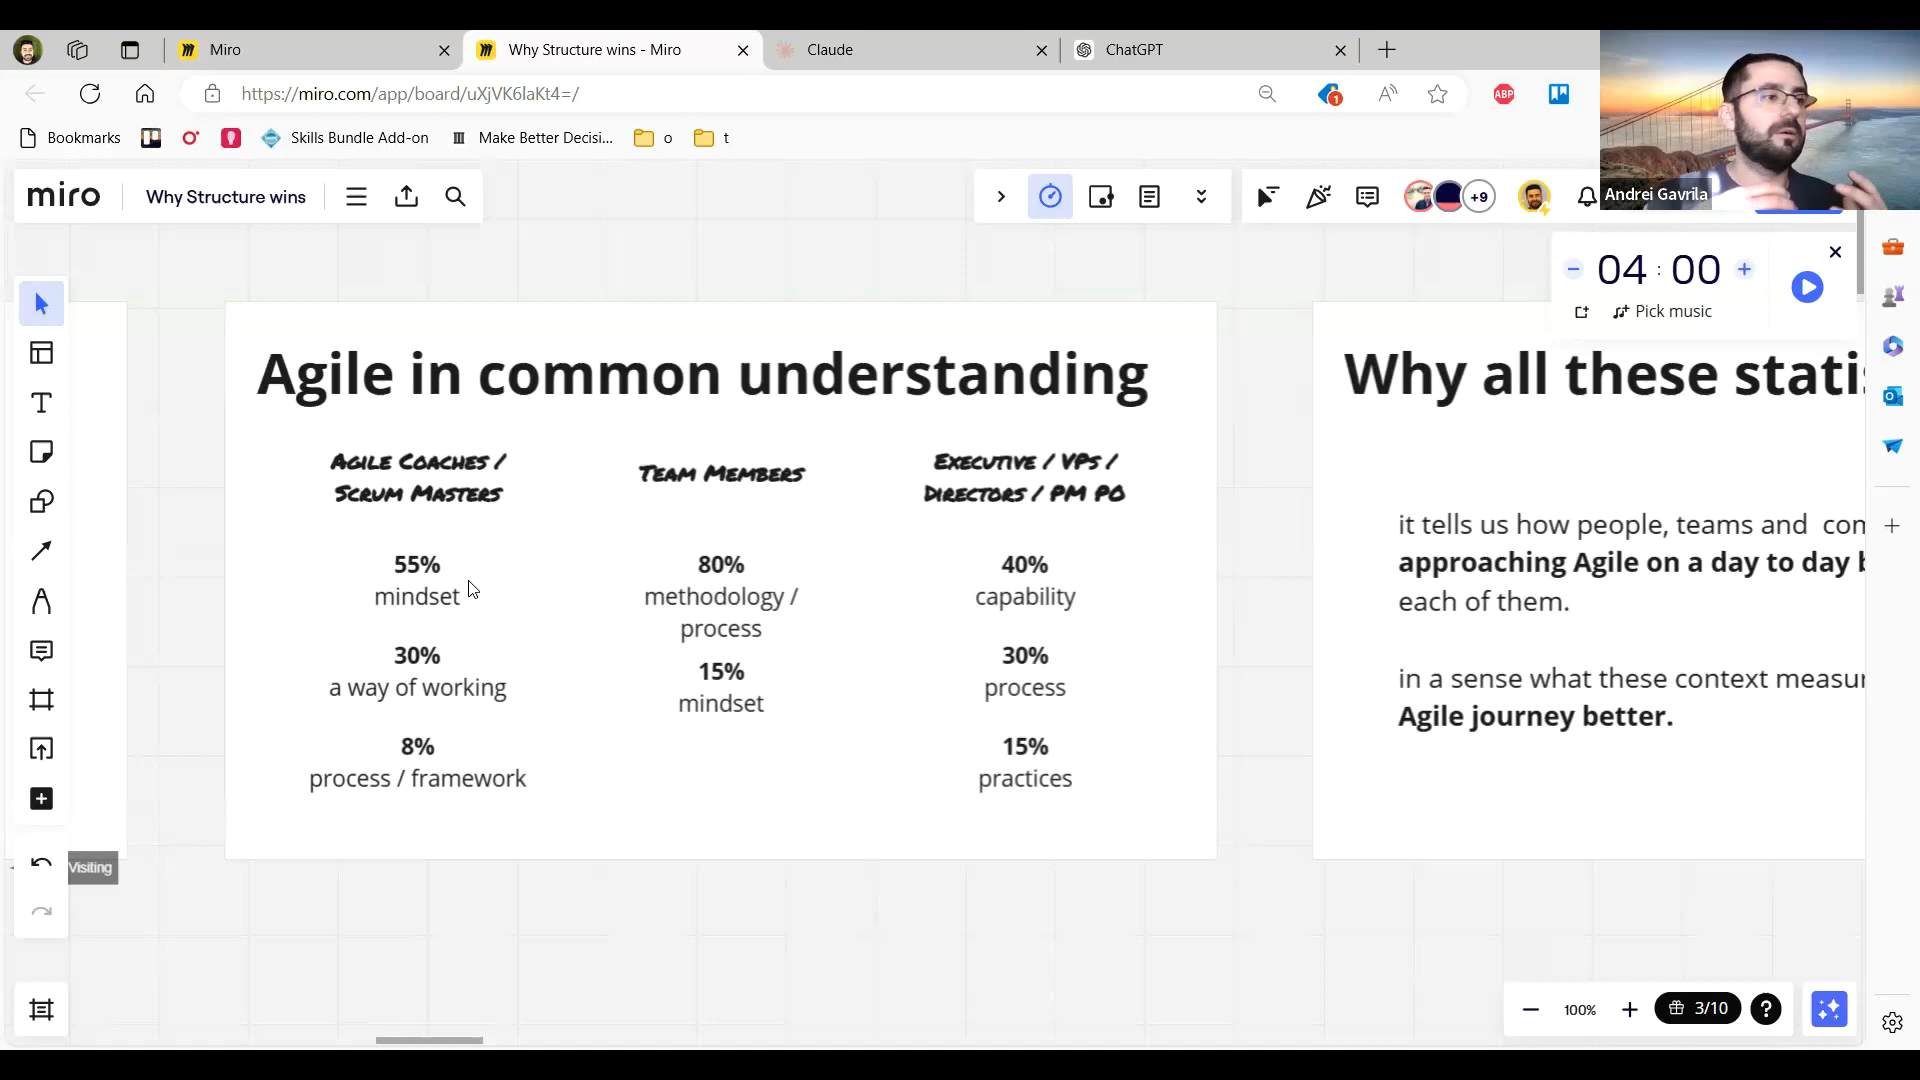 Miro
Why Structure wins - Miro
Claude
ChatGPT
https://miro.com/app/board/uXjVK6laKt4=/
1
ABP
Bookmarks
Skills Bundle Add-on
Make Better Decisi...
o
t
Andrei Gavrila
miro
Why Structure wins
+9
04 : 00
Pick music
Agile in common understanding
Agile Coaches /
Scrum Masters
55%
mindset
30%
a way of working
8%
process / framework
Team Members
80%
methodology /
process
15%
mindset
Executive / VPs /
Directors / PM PO
40%
capability
30%
process
15%
practices
Why all these stati
it tells us how people, teams and con
approaching Agile on a day to day b
each of them.
in a sense what these context measur
Agile journey better.
Visiting
100%
3/10